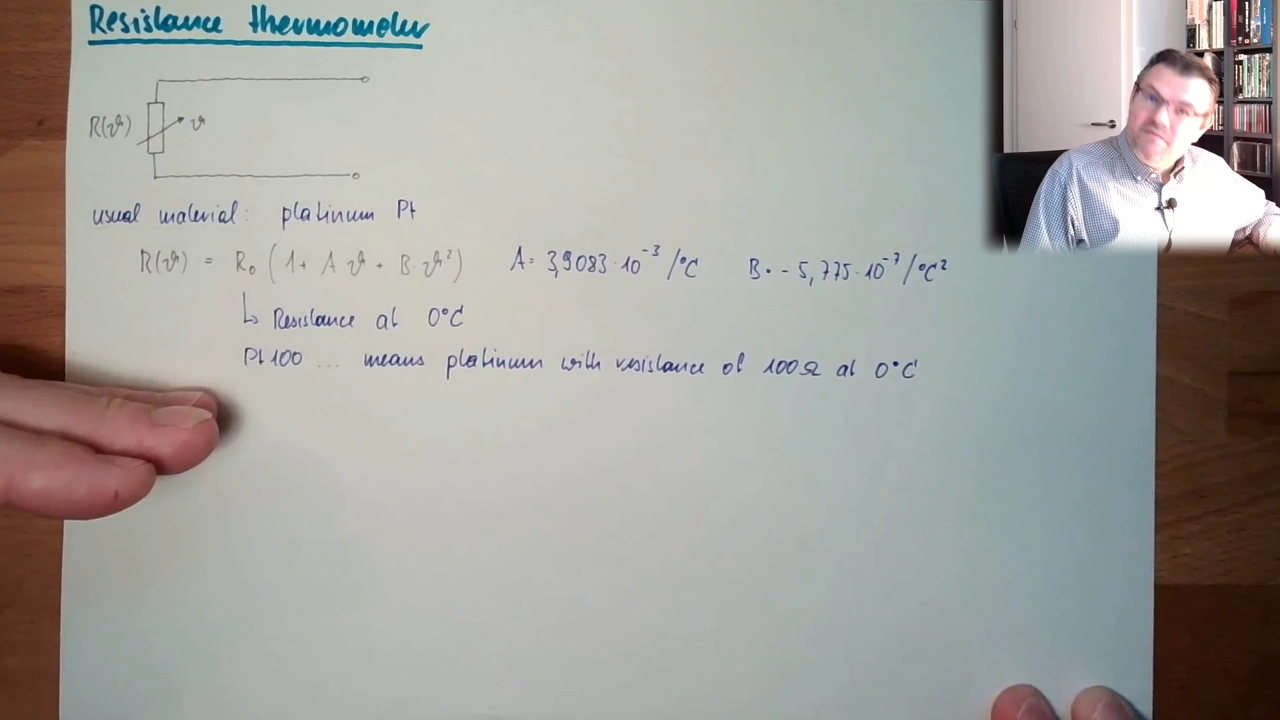 Resistance thermometer
R(ϑ) ϑ
usual material: platinum Pt
R(ϑ) = R₀ (1 + A ϑ + B · ϑ²) A = 3,9083 · 10⁻³ /°C B = - 5,775 · 10⁻⁷ /°C²
↳ Resistance at 0°C
Pt100 ... means platinum with resistance of 100Ω at 0°C